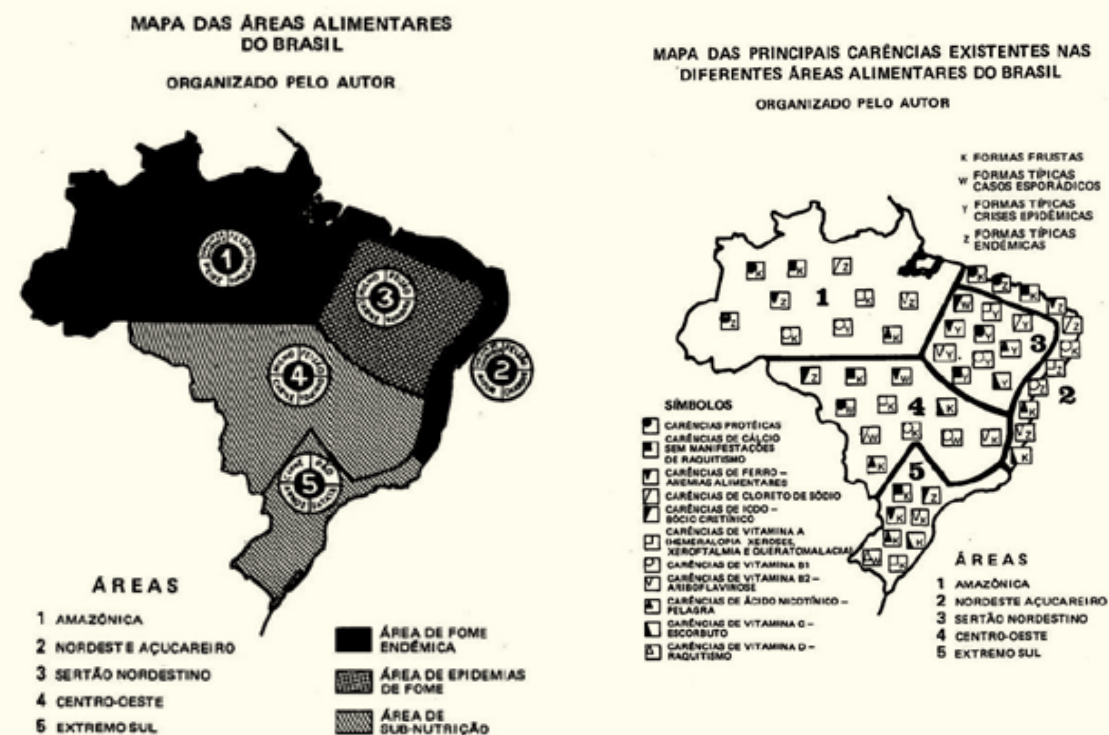 MAPA DAS ÁREAS ALIMENTARES
DO BRASIL
ORGANIZADO PELO AUTOR
1
3
2
4
MILHO FEIJÃO
5
CARNE PÃO
ARROZ BATATA
ÁREAS
1 AMAZÔNICA
2 NORDESTE AÇUCAREIRO
3 SERTÃO NORDESTINO
4 CENTRO-OESTE
5 EXTREMO SUL
ÁREA DE FOME
ENDÊMICA
ÁREA DE EPIDEMIAS
DE FOME
ÁREA DE
SUB-NUTRIÇÃO
MAPA DAS PRINCIPAIS CARÊNCIAS EXISTENTES NAS
DIFERENTES ÁREAS ALIMENTARES DO BRASIL
ORGANIZADO PELO AUTOR
K FORMAS FRUSTAS
W FORMAS TÍPICAS
CASOS ESPORÁDICOS
Y FORMAS TÍPICAS
CRISES EPIDÊMICAS
Z FORMAS TÍPICAS
ENDÊMICAS
1
3
2
4
5
SÍMBOLOS
CARÊNCIAS PROTÉICAS
CARÊNCIAS DE CÁLCIO
SEM MANIFESTAÇÕES
DE RAQUITISMO
CARÊNCIAS DE FERRO –
ANEMIAS ALIMENTARES
CARÊNCIAS DE CLORETO DE SÓDIO
CARÊNCIAS DE IODO –
BÓCIO CRETÍNICO
CARÊNCIAS DE VITAMINA A
(HEMERALOPIA XEROSES,
XEROFTALMIA E QUERATOMALACIA)
CARÊNCIAS DE VITAMINA B1
CARÊNCIAS DE VITAMINA B2 –
ARIBOFLAVINOSE
CARÊNCIAS DE ÁCIDO NICOTÍNICO –
PELAGRA
CARÊNCIAS DE VITAMINA C –
ESCORBUTO
CARÊNCIAS DE VITAMINA D –
RAQUITISMO
ÁREAS
1 AMAZÔNICA
2 NORDESTE AÇUCAREIRO
3 SERTÃO NORDESTINO
4 CENTRO-OESTE
5 EXTREMO SUL